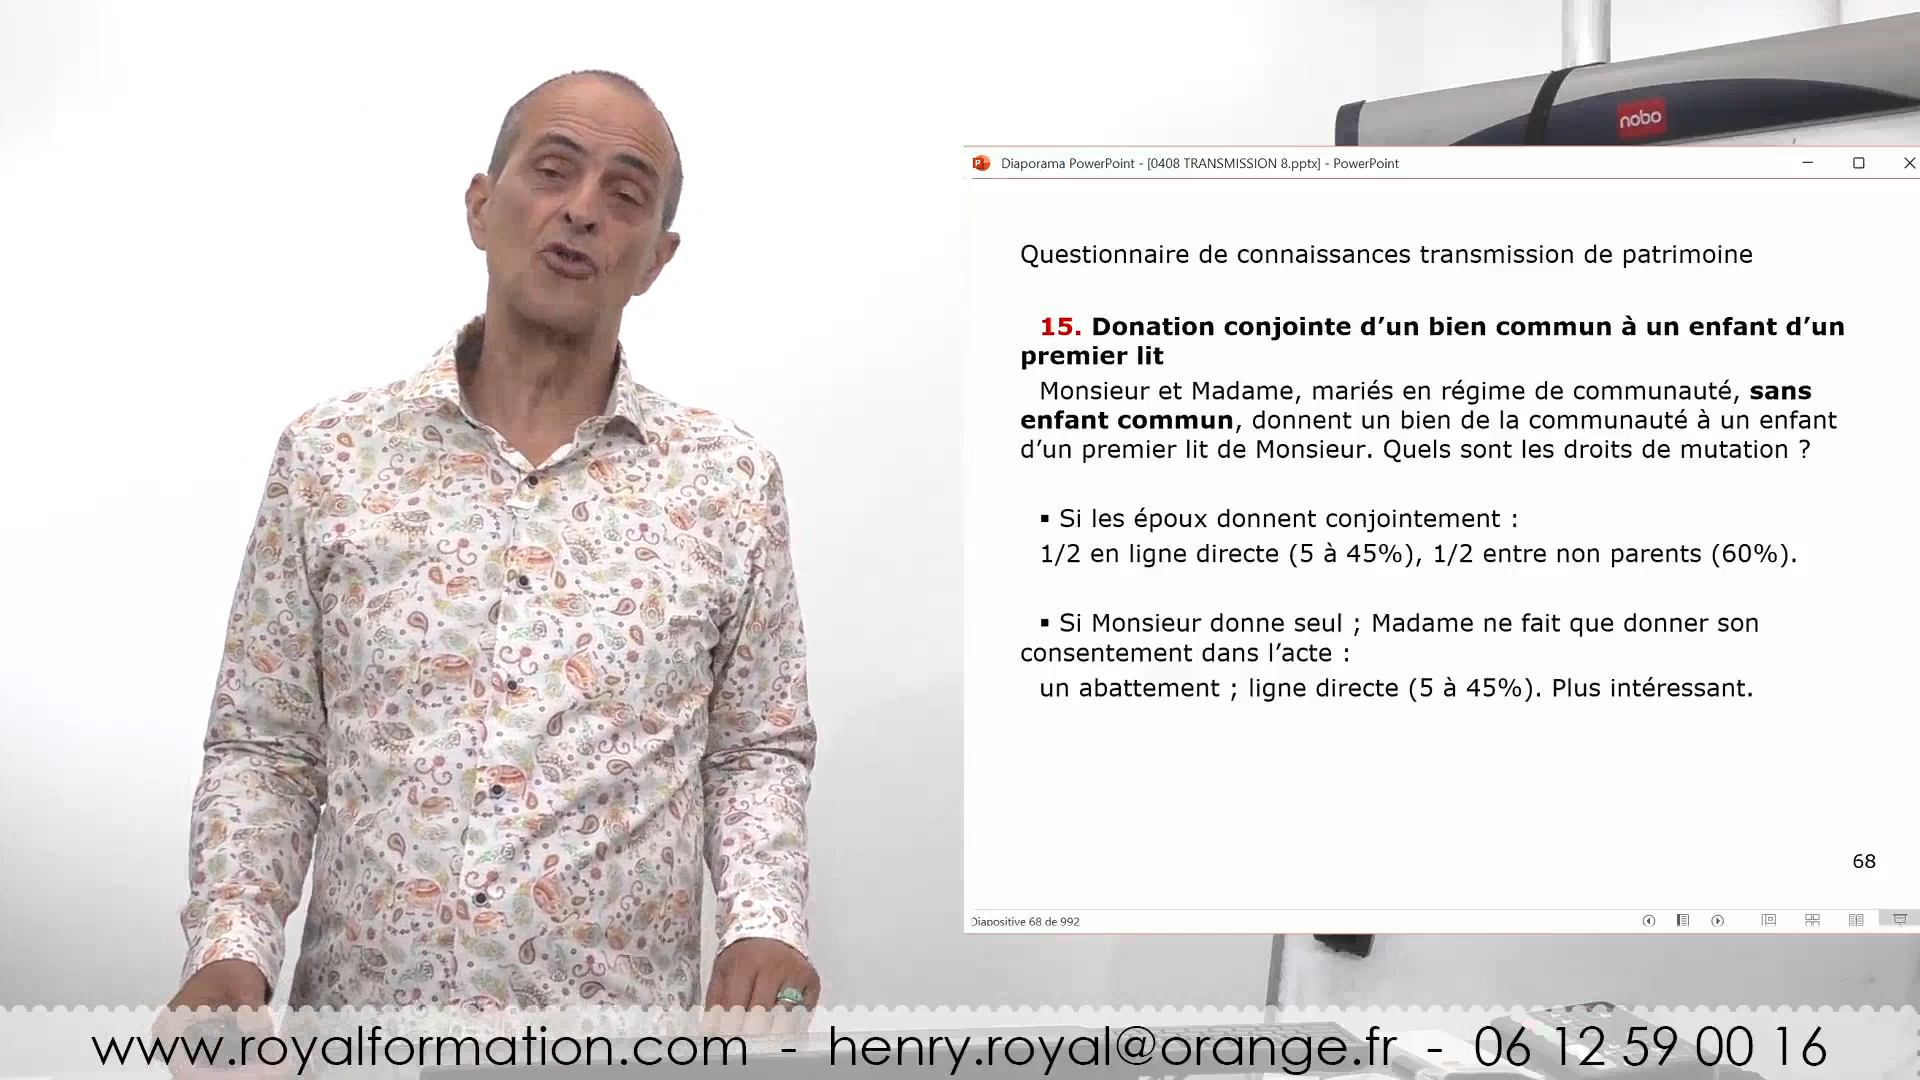 nobo
Diaporama PowerPoint - [0408 TRANSMISSION 8.pptx] - PowerPoint
Questionnaire de connaissances transmission de patrimoine
15. Donation conjointe d’un bien commun à un enfant d’un
premier lit
Monsieur et Madame, mariés en régime de communauté, sans
enfant commun, donnent un bien de la communauté à un enfant
d’un premier lit de Monsieur. Quels sont les droits de mutation ?
▪ Si les époux donnent conjointement :
1/2 en ligne directe (5 à 45%), 1/2 entre non parents (60%).
▪ Si Monsieur donne seul ; Madame ne fait que donner son
consentement dans l’acte :
un abattement ; ligne directe (5 à 45%). Plus intéressant.
68
Diapositive 68 de 992
www.royalformation.com - henry.royal@orange.fr - 06 12 59 00 16